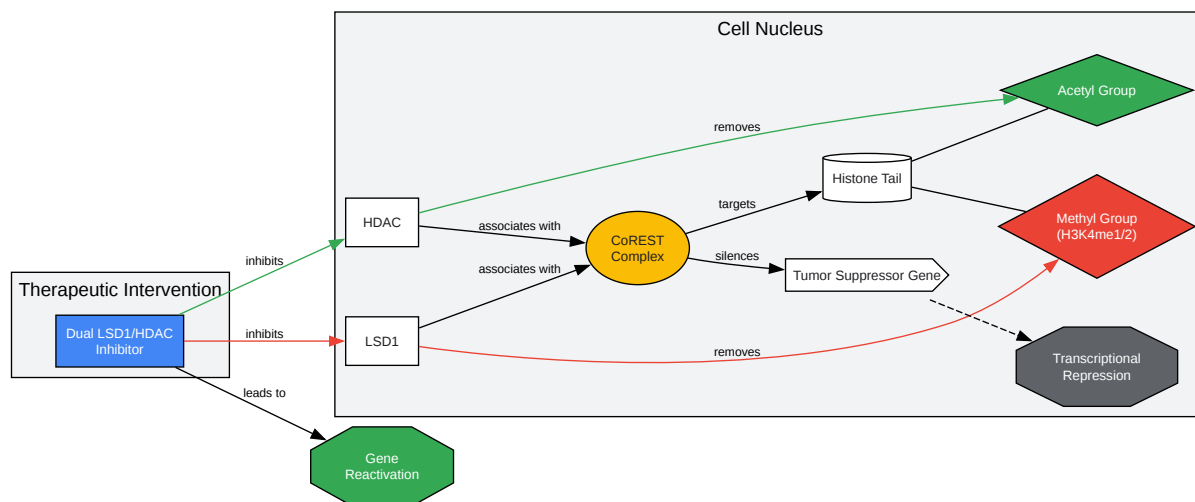 Cell Nucleus
Acetyl Group
removes
Histone Tail
HDAC
associates with
targets
Methyl Group
(H3K4me1/2)
CoREST
Complex
silences
inhibits
associates with
Tumor Suppressor Gene
Therapeutic Intervention
Dual LSD1/HDAC
Inhibitor
inhibits
LSD1
removes
Transcriptional
Repression
leads to
Gene
Reactivation